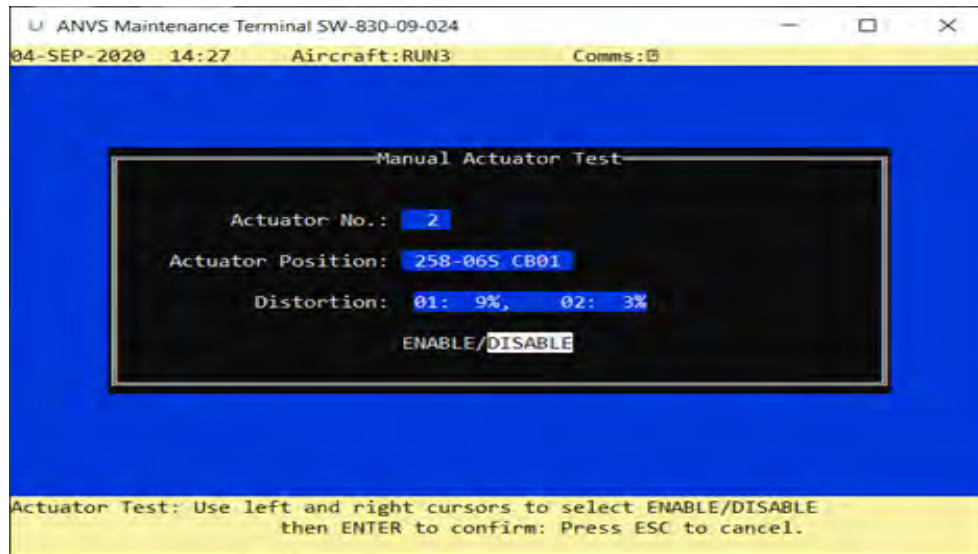 ANVS Maintenance Terminal SW-830-09-024
04-SEP-2020 14:27 Aircraft:RUN3 Comms:
Manual Actuator Test
Actuator No.: 2
Actuator Position: 258-065 CB01
Distortion: 01: 9%, 02: 3%
ENABLE/DISABLE
Actuator Test: Use left and right cursors to select ENABLE/DISABLE
then ENTER to confirm: Press ESC to cancel.